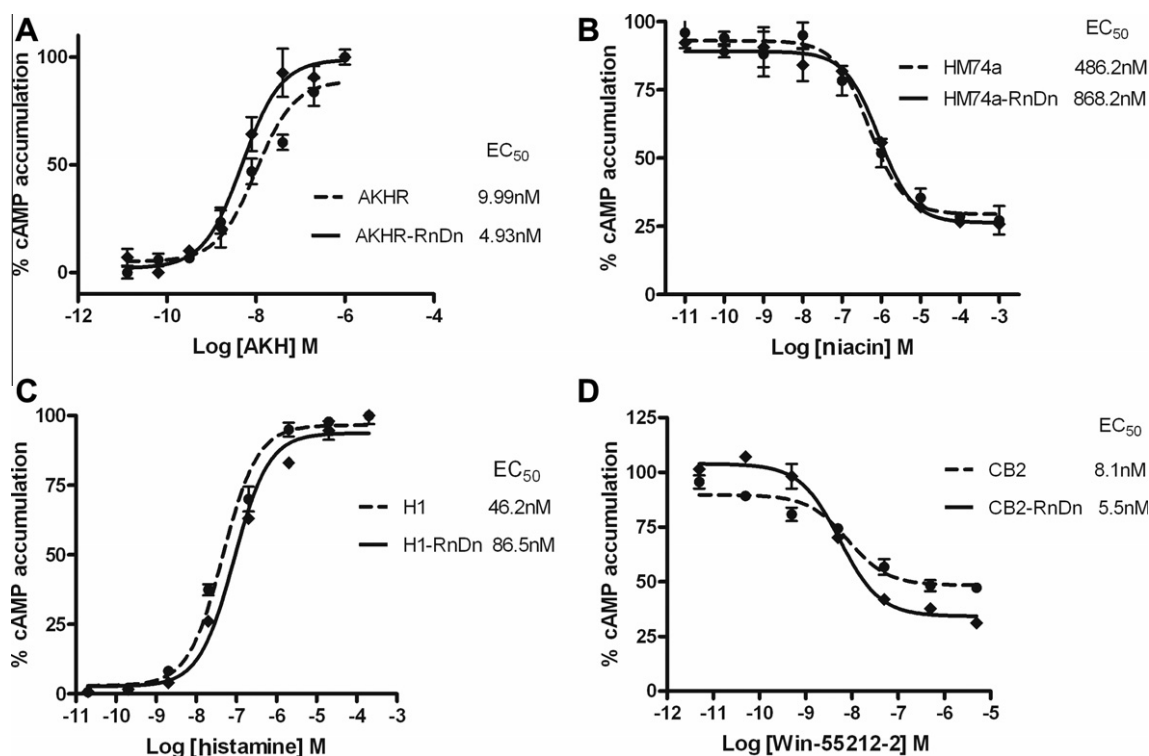 A
% cAMP accumulation
100
50
0
EC50
AKHR 9.99nM
AKHR-RnDn 4.93nM
-12 -10 -8 -6 -4
Log [AKH] M
B
% cAMP accumulation
100
75
50
25
0
EC50
HM74a 486.2nM
HM74a-RnDn 868.2nM
-11 -10 -9 -8 -7 -6 -5 -4 -3
Log [niacin] M
C
% cAMP accumulation
100
75
50
25
0
EC50
H1 46.2nM
H1-RnDn 86.5nM
-11 -10 -9 -8 -7 -6 -5 -4 -3
Log [histamine] M
D
% cAMP accumulation
125
100
75
50
25
0
EC50
CB2 8.1nM
CB2-RnDn 5.5nM
-12 -11 -10 -9 -8 -7 -6 -5
Log [Win-55212-2] M